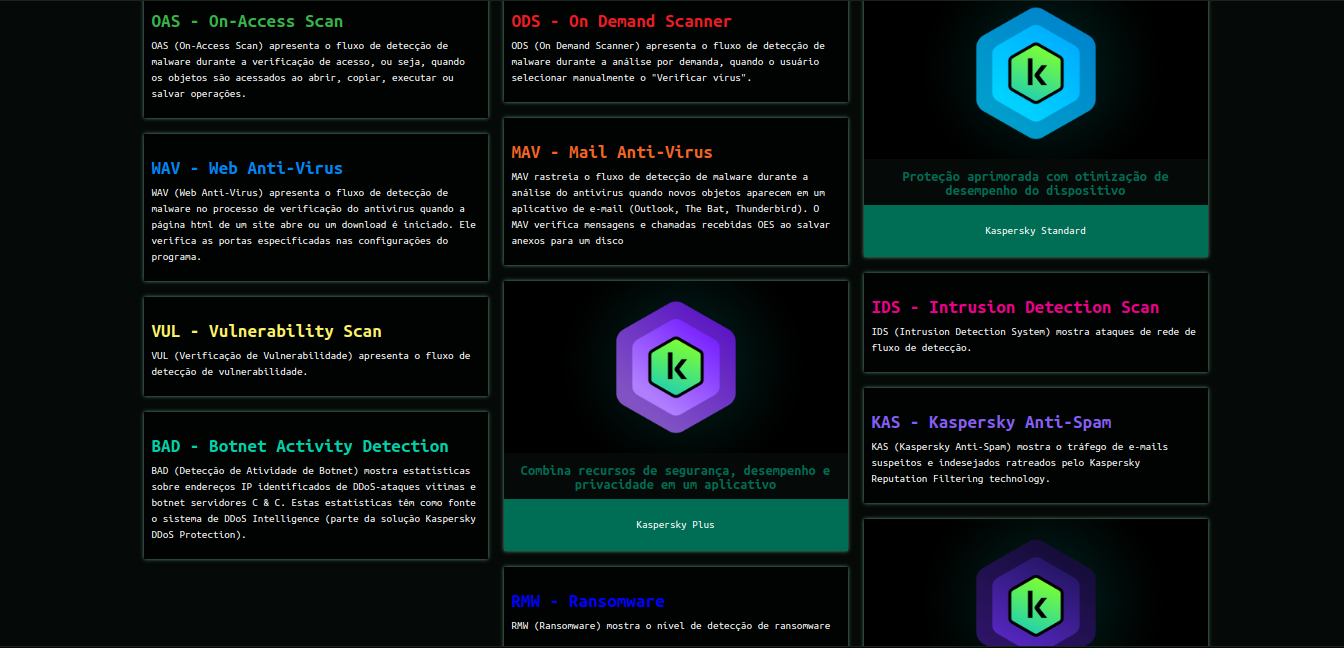 OAS - On-Access Scan
OAS (On-Access Scan) apresenta o fluxo de detecção de
malware durante a verificação de acesso, ou seja, quando
os objetos são acessados ao abrir, copiar, executar ou
salvar operações.
WAV - Web Anti-Virus
WAV (Web Anti-Virus) apresenta o fluxo de detecção de
malware no processo de verificação do antivírus quando a
página html de um site abre ou um download é iniciado. Ele
verifica as portas especificadas nas configurações do
programa.
VUL - Vulnerability Scan
VUL (Verificação de Vulnerabilidade) apresenta o fluxo de
detecção de vulnerabilidade.
BAD - Botnet Activity Detection
BAD (Detecção de Atividade de Botnet) mostra estatísticas
sobre endereços IP identificados de DDoS-ataques vítimas e
botnet servidores C & C. Estas estatísticas têm como fonte
o sistema de DDoS Intelligence (parte da solução Kaspersky
DDoS Protection).
ODS - On Demand Scanner
ODS (On Demand Scanner) apresenta o fluxo de detecção de
malware durante a análise por demanda, quando o usuário
selecionar manualmente o "Verificar vírus".
MAV - Mail Anti-Virus
MAV rastreia o fluxo de detecção de malware durante a
análise do antivírus quando novos objetos aparecem em um
aplicativo de e-mail (Outlook, The Bat, Thunderbird). O
MAV verifica mensagens e chamadas recebidas OES ao salvar
anexos para um disco
k
Combina recursos de segurança, desempenho e
privacidade em um aplicativo
Kaspersky Plus
RMW - Ransomware
RMW (Ransomware) mostra o nível de detecção de ransomware
k
Proteção aprimorada com otimização de
desempenho do dispositivo
Kaspersky Standard
IDS - Intrusion Detection Scan
IDS (Intrusion Detection System) mostra ataques de rede de
fluxo de detecção.
KAS - Kaspersky Anti-Spam
KAS (Kaspersky Anti-Spam) mostra o tráfego de e-mails
suspeitos e indesejados ratreados pelo Kaspersky
Reputation Filtering technology.
k